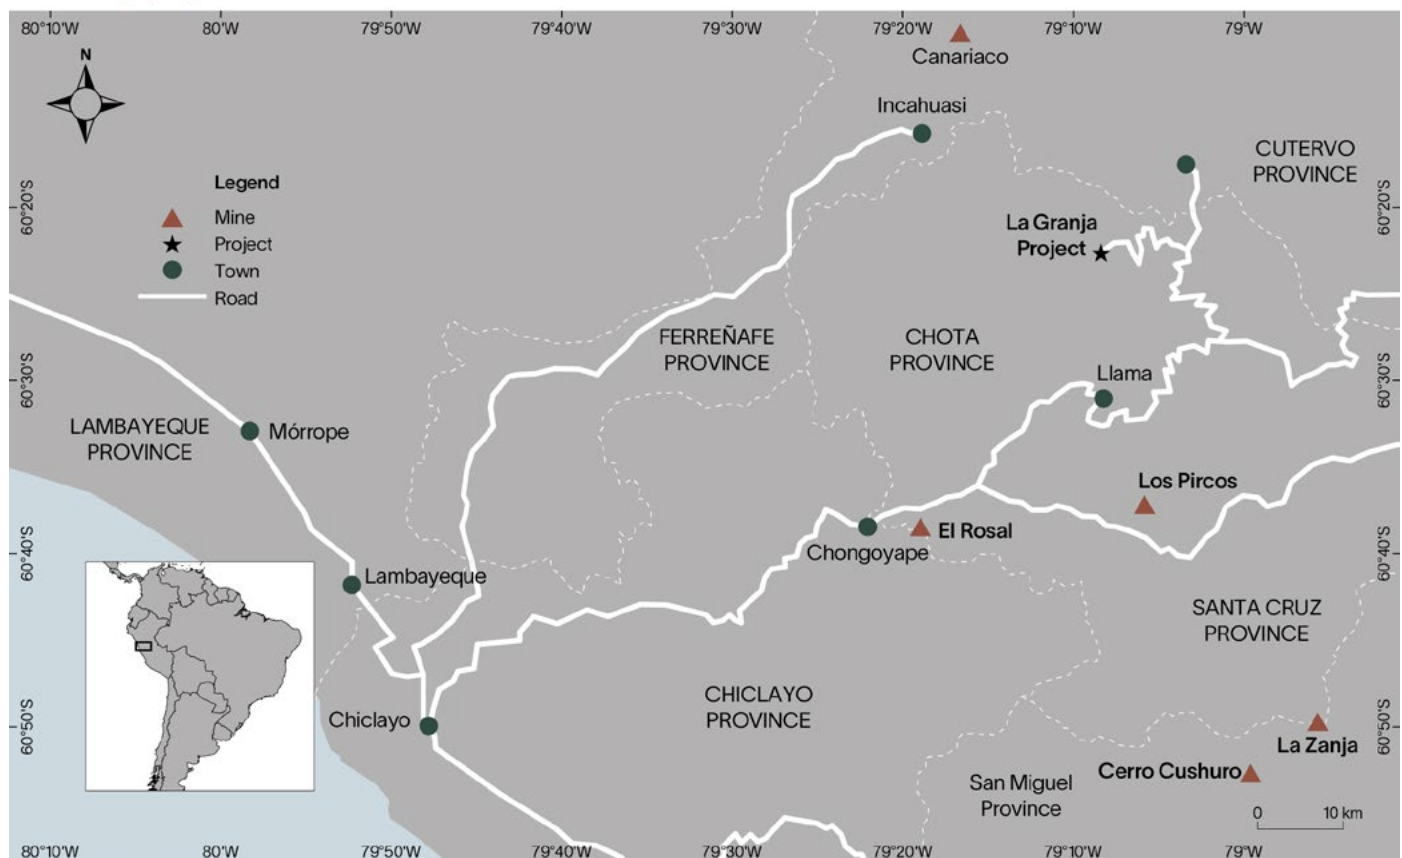 80°10'W
80°W
79°50'W
79°40'W
79°30'W
79°20'W
79°10'W
79°W
N
Canariaco
Incahuasi
CUTERVO
PROVINCE
Legend
Mine
Project
Town
Road
60°20'S
60°20'S
La Granja
Project
FERREÑAFE
PROVINCE
CHOTA
PROVINCE
60°30'S
60°30'S
Llama
LAMBAYEQUE
PROVINCE
Mórrope
Los Pircos
El Rosal
Chongoyape
60°40'S
60°40'S
Lambayeque
SANTA CRUZ
PROVINCE
CHICLAYO
PROVINCE
Chiclayo
60°50'S
60°50'S
La Zanja
Cerro Cushuro
San Miguel
Province
0 10 km
80°10'W
80°W
79°50'W
79°40'W
79°30'W
79°20'W
79°10'W
79°W